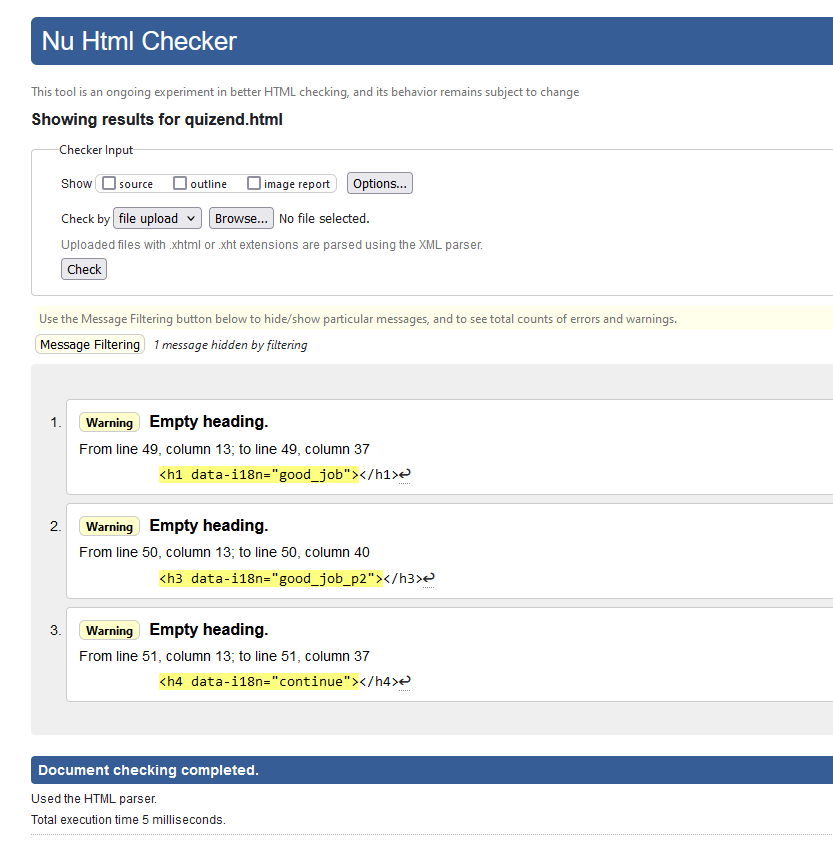 Nu Html Checker
This tool is an ongoing experiment in better HTML checking, and its behavior remains subject to change
Showing results for quizend.html
Checker Input
Show source outline image report Options...
Check by file upload Browse... No file selected.
Uploaded files with .xhtml or .xht extensions are parsed using the XML parser.
Check
Use the Message Filtering button below to hide/show particular messages, and to see total counts of errors and warnings.
Message Filtering 1 message hidden by filtering
1. Warning Empty heading.
From line 49, column 13; to line 49, column 37
<h1 data-i18n="good_job"></h1>↩
2. Warning Empty heading.
From line 50, column 13; to line 50, column 40
<h3 data-i18n="good_job_p2"></h3>↩
3. Warning Empty heading.
From line 51, column 13; to line 51, column 37
<h4 data-i18n="continue"></h4>↩
Document checking completed.
Used the HTML parser.
Total execution time 5 milliseconds.